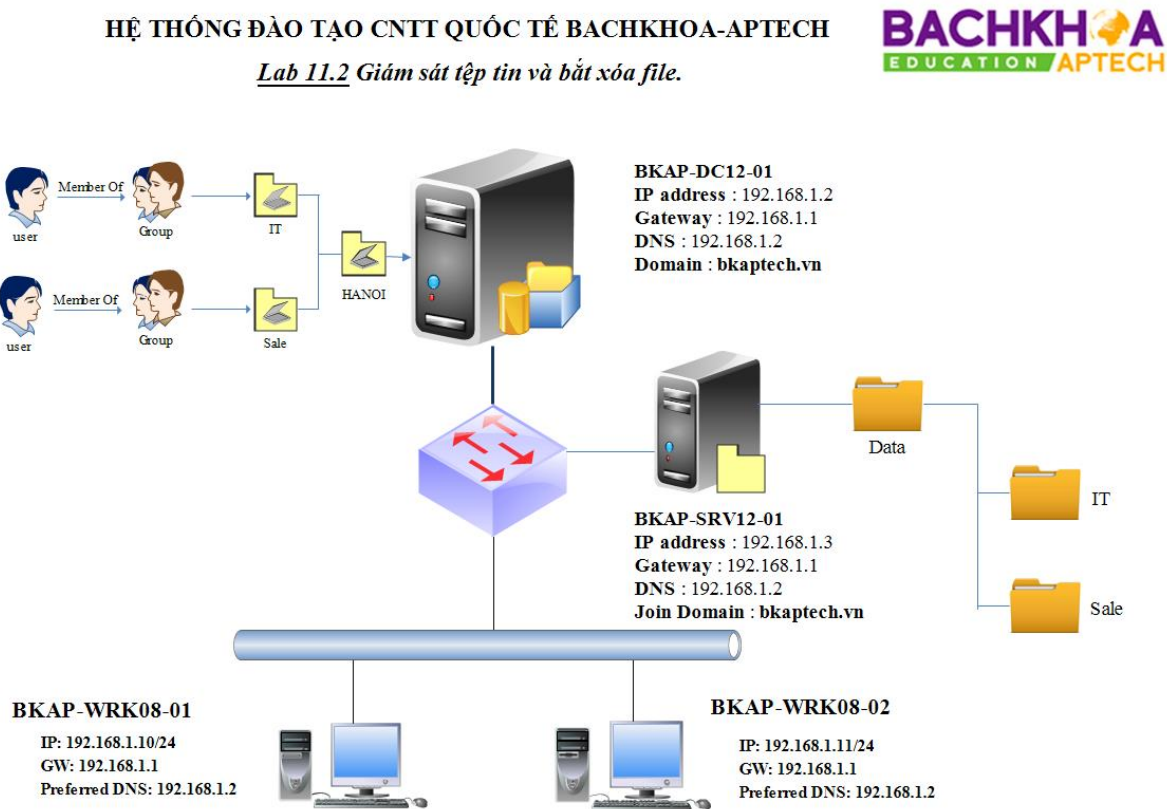 HỆ THỐNG ĐÀO TẠO CNTT QUỐC TẾ BACHKHOA-APTECH
BACHKHOA
EDUCATION APTECH
Lab 11.2 Giám sát tệp tin và bắt xóa file.
user
Member Of
Group
IT
user
Member Of
Group
Sale
HANOI
BKAP-DC12-01
IP address : 192.168.1.2
Gateway : 192.168.1.1
DNS : 192.168.1.2
Domain : bkaptech.vn
BKAP-SRV12-01
IP address : 192.168.1.3
Gateway : 192.168.1.1
DNS : 192.168.1.2
Join Domain : bkaptech.vn
Data
IT
Sale
BKAP-WRK08-01
IP: 192.168.1.10/24
GW: 192.168.1.1
Preferred DNS: 192.168.1.2
BKAP-WRK08-02
IP: 192.168.1.11/24
GW: 192.168.1.1
Preferred DNS: 192.168.1.2